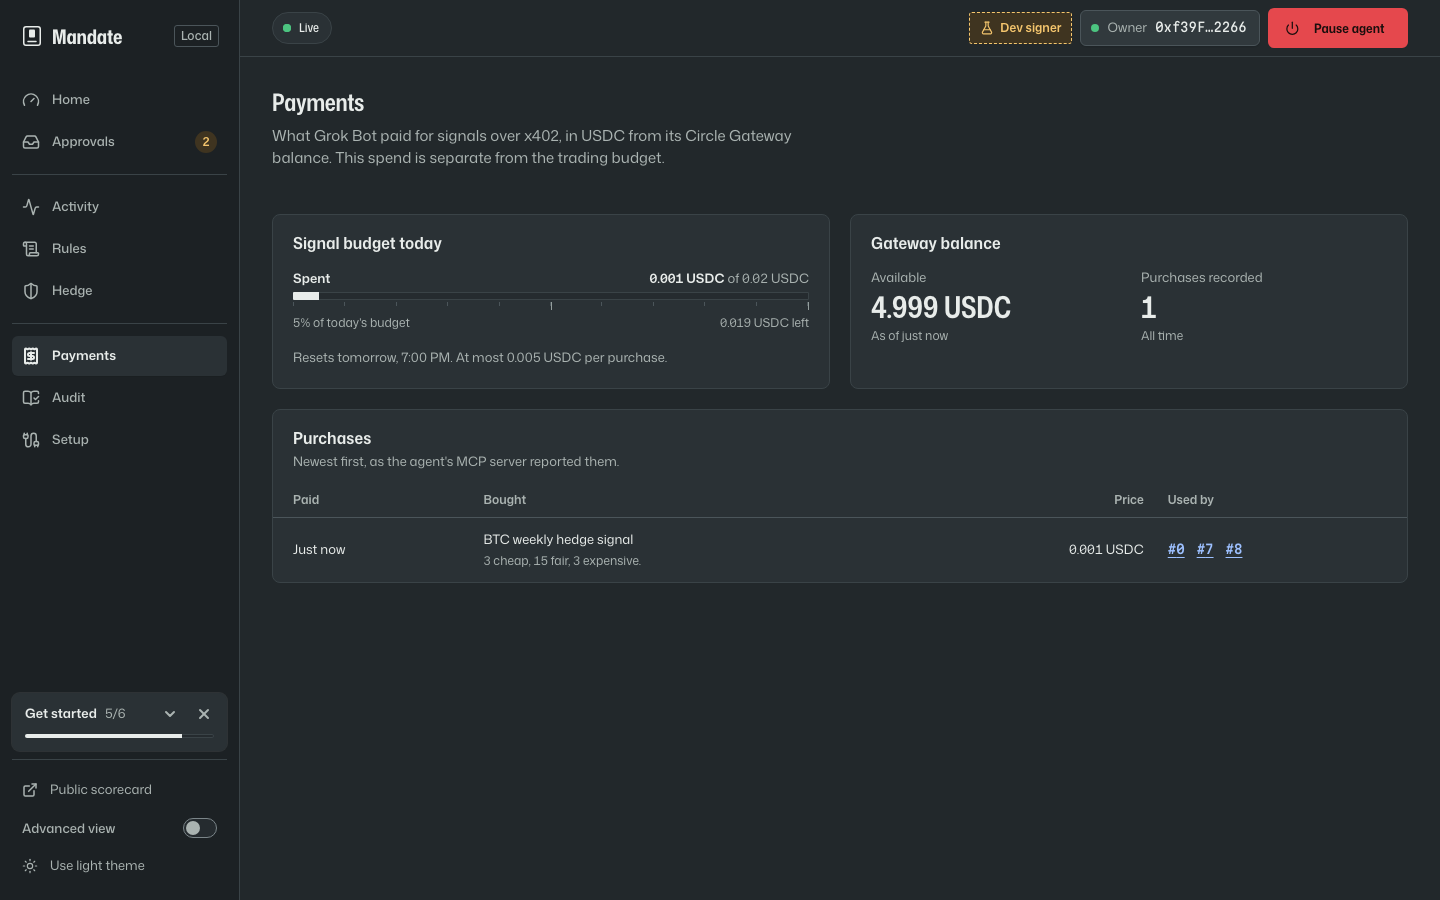 Mandate
Local
Home
Approvals
2
Activity
Rules
Hedge
Payments
Audit
Setup
Get started 5/6
Public scorecard
Advanced view
Use light theme
Live
Dev signer
Owner 0xf39F…2266
Pause agent
Payments
What Grok Bot paid for signals over x402, in USDC from its Circle Gateway
balance. This spend is separate from the trading budget.
Signal budget today
Spent
0.001 USDC of 0.02 USDC
5% of today's budget
0.019 USDC left
Resets tomorrow, 7:00 PM. At most 0.005 USDC per purchase.
Gateway balance
Available
4.999 USDC
As of just now
Purchases recorded
1
All time
Purchases
Newest first, as the agent's MCP server reported them.
Paid Bought Price Used by
Just now BTC weekly hedge signal 0.001 USDC #0 #7 #8
3 cheap, 15 fair, 3 expensive.